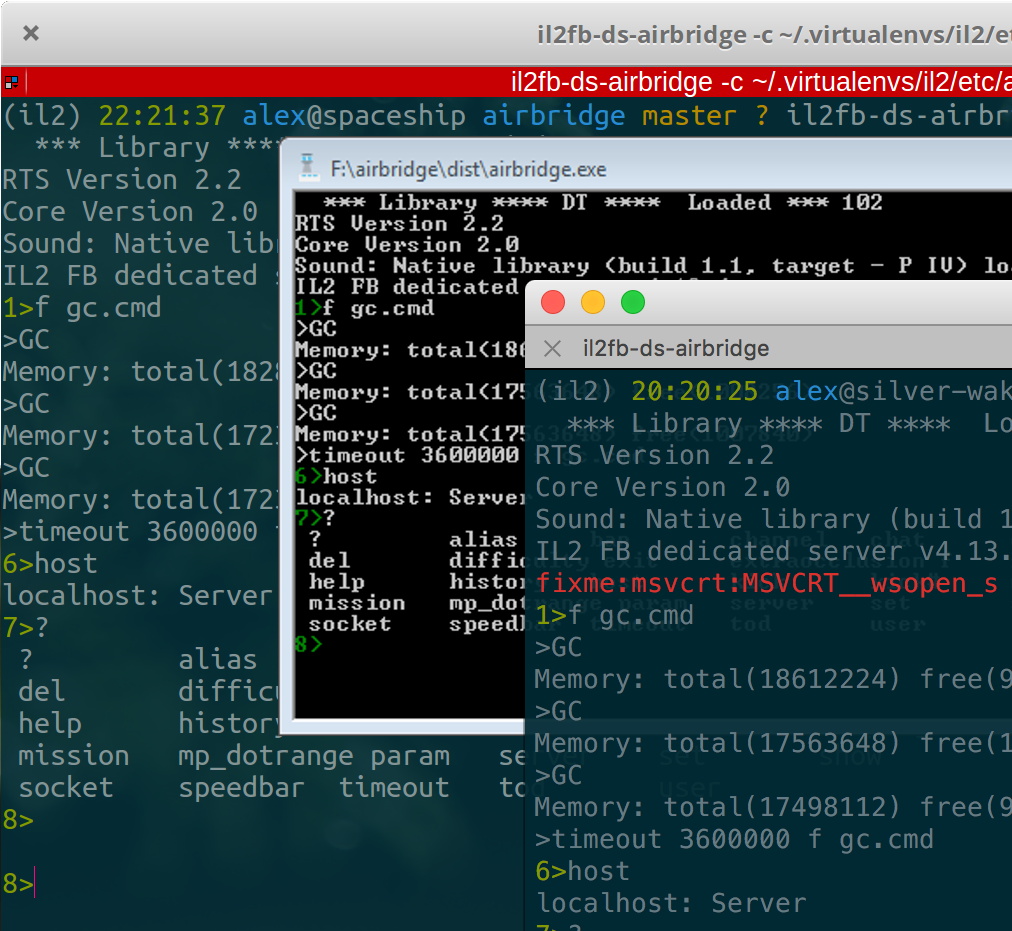 il2fb-ds-airbridge -c ~/.virtualenvs/il2/et
il2fb-ds-airbridge -c ~/.virtualenvs/il2/etc/a
(il2) 22:21:37 alex@spaceship airbridge master ? il2fb-ds-airbr
*** Library ****
RTS Version 2.2
Core Version 2.0
Sound: Native lib
IL2 FB dedicated s
1>f gc.cmd
>GC
Memory: total(1828
>GC
Memory: total(172
>GC
Memory: total(172
>timeout 3600000 f
6>host
localhost: Server
7>?
? alias
del difficu
help history
mission mp_dotrange param se
socket speedbar timeout to
8>
8>
F:\airbridge\dist\airbridge.exe
*** Library **** DT **** Loaded *** 102
RTS Version 2.2
Core Version 2.0
Sound: Native library (build 1.1, target - P IV) lo
IL2 FB dedicated
1>f gc.cmd
>GC
Memory: total(186
>GC
Memory: total(175
>GC
Memory: total(175
>timeout 3600000
6>host
localhost: Server
7>?
? alias
del diffic
help histor
mission mp_dot
socket speedb
8>
il2fb-ds-airbridge
(il2) 20:20:25 alex@silver-wak
*** Library **** DT **** Lo
RTS Version 2.2
Core Version 2.0
Sound: Native library (build 1
IL2 FB dedicated server v4.13.
fixme:msvcrt:MSVCRT__wsopen_s
1>f gc.cmd
>GC
Memory: total(18612224) free(9
>GC
Memory: total(17563648) free(1
>GC
Memory: total(17498112) free(9
>timeout 3600000 f gc.cmd
6>host
localhost: Server
7>?